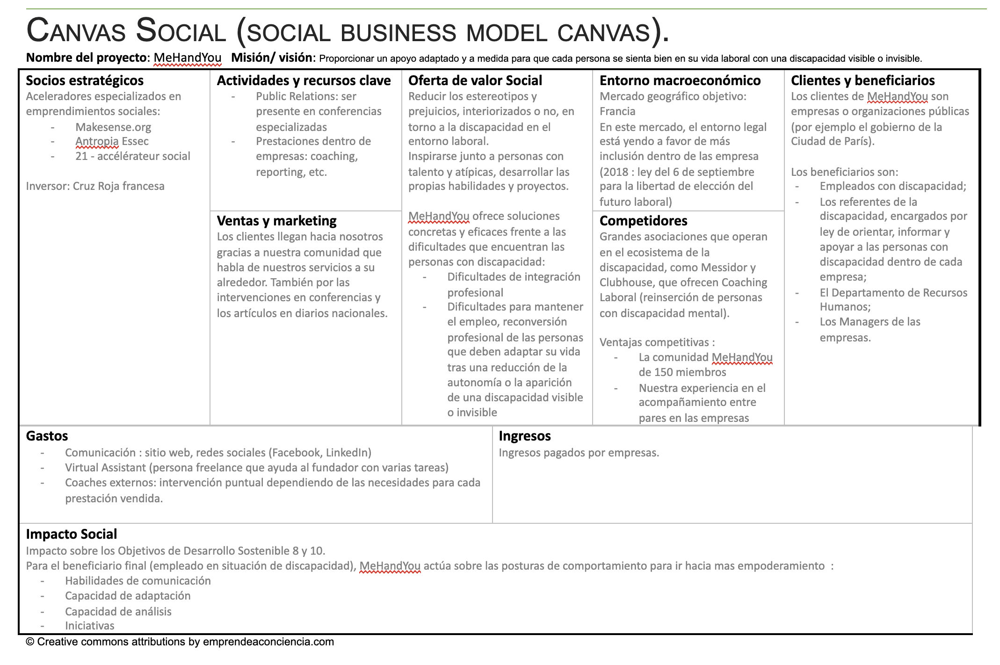 Canvas Social (social business model canvas).
Nombre del proyecto: MeHandYou Misión/ visión: Proporcionar un apoyo adaptado y a medida para que cada persona se sienta bien en su vida laboral con una discapacidad visible o invisible.
Socios estratégicos
Aceleradores especializados en
emprendimientos sociales:
- Makesense.org
- Antropia Essec
- 21 - accélérateur social
Inversor: Cruz Roja francesa
Actividades y recursos clave
- Public Relations: ser
presente en conferencias
especializadas
- Prestaciones dentro de
empresas: coaching,
reporting, etc.
Ventas y marketing
Los clientes llegan hacia nosotros
gracias a nuestra comunidad que
habla de nuestros servicios a su
alrededor. También por las
intervenciones en conferencias y
los artículos en diarios nacionales.
Oferta de valor Social
Reducir los estereotipos y
prejuicios, interiorizados o no, en
torno a la discapacidad en el
entorno laboral.
Inspirarse junto a personas con
talento y atípicas, desarrollar las
propias habilidades y proyectos.
MeHandYou ofrece soluciones
concretas y eficaces frente a las
dificultades que encuentran las
personas con discapacidad:
- Dificultades de integración
profesional
- Dificultades para mantener
el empleo, reconversión
profesional de las personas
que deben adaptar su vida
tras una reducción de la
autonomía o la aparición
de una discapacidad visible
o invisible
Entorno macroeconómico
Mercado geográfico objetivo:
Francia
En este mercado, el entorno legal
está yendo a favor de más
inclusión dentro de las empresa
(2018 : ley del 6 de septiembre
para la libertad de elección del
futuro laboral)
Competidores
Grandes asociaciones que operan
en el ecosistema de la
discapacidad, como Messidor y
Clubhouse, que ofrecen Coaching
Laboral (reinserción de personas
con discapacidad mental).
Ventajas competitivas :
- La comunidad MeHandYou
de 150 miembros
- Nuestra experiencia en el
acompañamiento entre
pares en las empresas
Clientes y beneficiarios
Los clientes de MeHandYou son
empresas o organizaciones públicas
(por ejemplo el gobierno de la
Ciudad de París).
Los beneficiarios son:
- Empleados con discapacidad;
- Los referentes de la
discapacidad, encargados por
ley de orientar, informar y
apoyar a las personas con
discapacidad dentro de cada
empresa;
- El Departamento de Recursos
Humanos;
- Los Managers de las
empresas.
Gastos
- Comunicación : sitio web, redes sociales (Facebook, LinkedIn)
- Virtual Assistant (persona freelance que ayuda al fundador con varias tareas)
- Coaches externos: intervención puntual dependiendo de las necesidades para cada
prestación vendida.
Ingresos
Ingresos pagados por empresas.
Impacto Social
Impacto sobre los Objetivos de Desarrollo Sostenible 8 y 10.
Para el beneficiario final (empleado en situación de discapacidad), MeHandYou actúa sobre las posturas de comportamiento para ir hacia mas empoderamiento :
- Habilidades de comunicación
- Capacidad de adaptación
- Capacidad de análisis
- Iniciativas
© Creative commons attributions by emprendeaconciencia.com